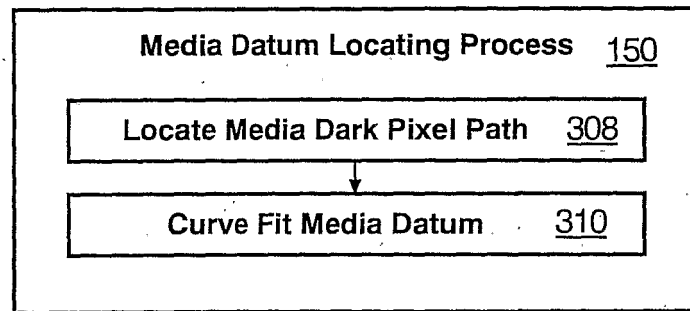 Media Datum Locating Process 150
Locate Media Dark Pixel Path 308
Curve Fit Media Datum 310